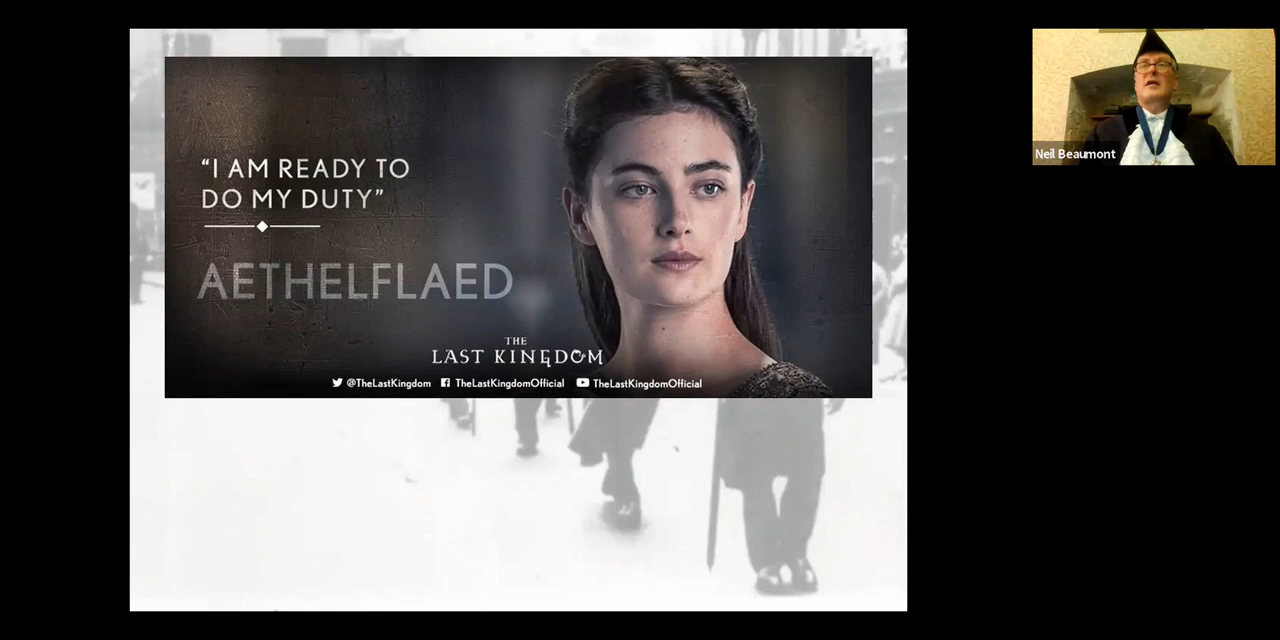 “I AM READY TO
DO MY DUTY”
AETHELFLAED
THE
LAST KINGDOM
@TheLastKingdom TheLastKingdomOfficial TheLastKingdomOfficial
Neil Beaumont